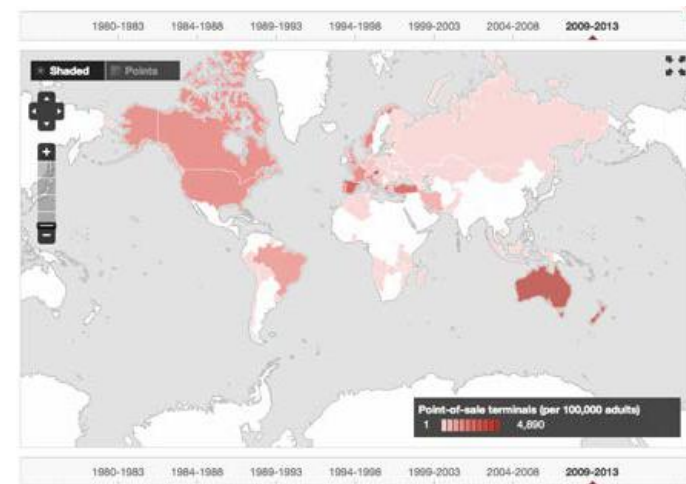 1980-1983 1984-1988 1989-1993 1994-1998 1999-2003 2004-2008 2009-2013
Shaded Points
+
−
Point-of-sale terminals (per 100,000 adults)
1 4,890
1980-1983 1984-1988 1989-1993 1994-1998 1999-2003 2004-2008 2009-2013